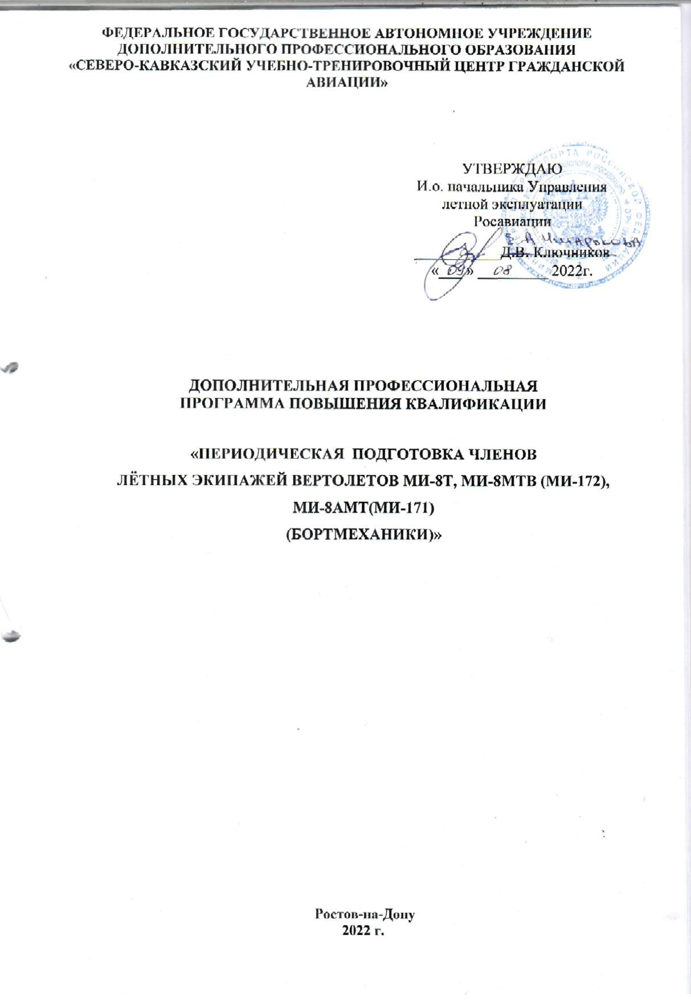 ФЕДЕРАЛЬНОЕ ГОСУДАРСТВЕННОЕ АВТОНОМНОЕ УЧРЕЖДЕНИЕ
ДОПОЛНИТЕЛЬНОГО ПРОФЕССИОНАЛЬНОГО ОБРАЗОВАНИЯ
«СЕВЕРО-КАВКАЗСКИЙ УЧЕБНО-ТРЕНИРОВОЧНЫЙ ЦЕНТР ГРАЖДАНСКОЙ
АВИАЦИИ»
УТВЕРЖДАЮ
И.о. начальника Управления
летной эксплуатации
Росавиации
Д.В. Ключников
«09» 08 2022г.
ДОПОЛНИТЕЛЬНАЯ ПРОФЕССИОНАЛЬНАЯ
ПРОГРАММА ПОВЫШЕНИЯ КВАЛИФИКАЦИИ
«ПЕРИОДИЧЕСКАЯ ПОДГОТОВКА ЧЛЕНОВ
ЛЁТНЫХ ЭКИПАЖЕЙ ВЕРТОЛЕТОВ МИ-8Т, МИ-8МТВ (МИ-172),
МИ-8АМТ(МИ-171)
(БОРТМЕХАНИКИ)»
Ростов-на-Дону
2022 г.